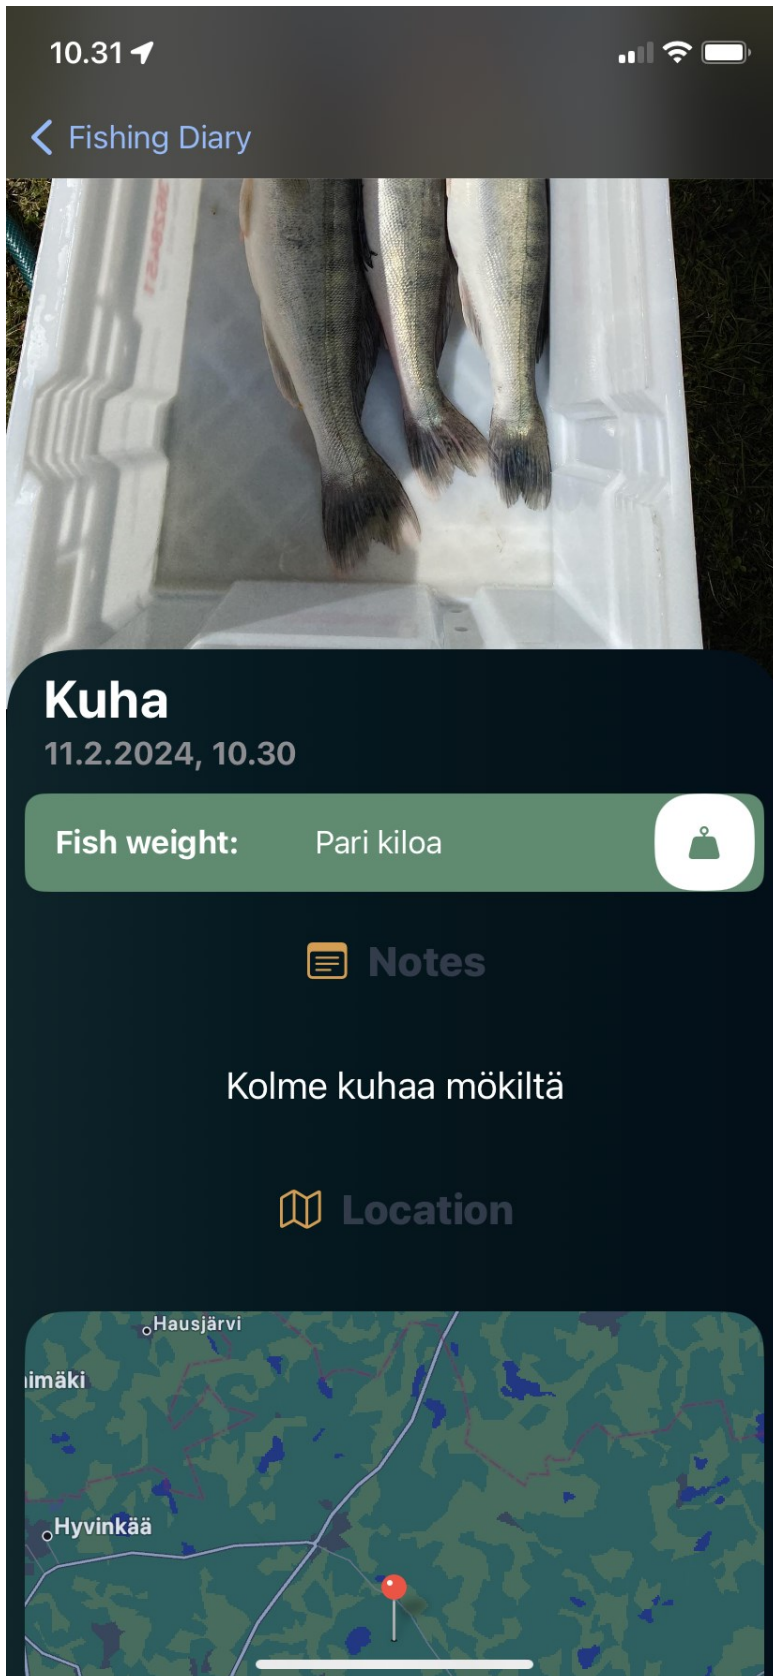 10.31
Fishing Diary
Kuha
11.2.2024, 10.30
Fish weight: Pari kiloa
Notes
Kolme kuhaa mökiltä
Location
Hausjärvi
imäki
Hyvinkää